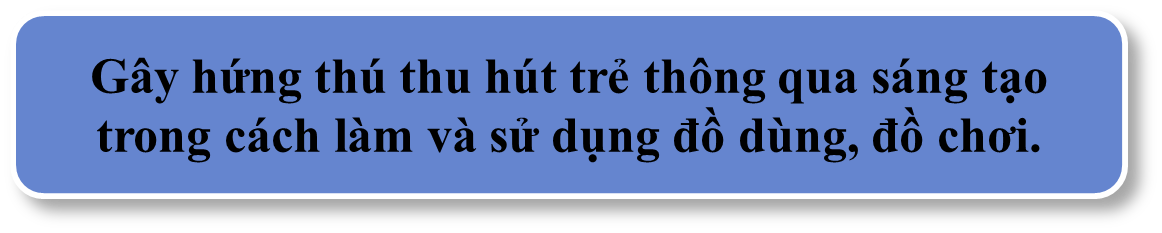 Gây hứng thú thu hút trẻ thông qua sáng tạo
trong cách làm và sử dụng đồ dùng, đồ chơi.